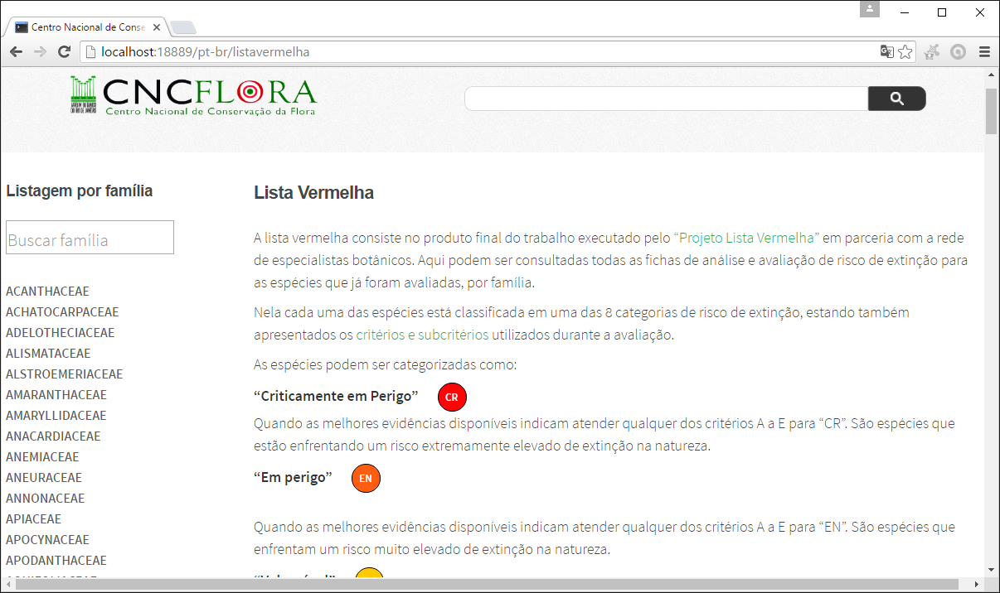 Centro Nacional de Conse
localhost:18889/pt-br/listavermelha
CNCFLORA
Centro Nacional de Conservação da Flora
Listagem por família
Buscar família
ACANTHACEAE
ACHATOCARPACEAE
ADELOTHECIACEAE
ALISMATACEAE
ALSTROEMERIACEAE
AMARANTHACEAE
AMARYLLIDACEAE
ANACARDIACEAE
ANEMIACEAE
ANEURACEAE
ANNONACEAE
APIACEAE
APOCYNACEAE
APODANTHACEAE
Lista Vermelha
A lista vermelha consiste no produto final do trabalho executado pelo “Projeto Lista Vermelha” em parceria com a rede
de especialistas botânicos. Aqui podem ser consultadas todas as fichas de análise e avaliação de risco de extinção para
as espécies que já foram avaliadas, por família.
Nela cada uma das espécies está classificada em uma das 8 categorias de risco de extinção, estando também
apresentados os critérios e subcritérios utilizados durante a avaliação.
As espécies podem ser categorizadas como:
“Criticamente em Perigo” CR
Quando as melhores evidências disponíveis indicam atender qualquer dos critérios A a E para “CR”. São espécies que
estão enfrentando um risco extremamente elevado de extinção na natureza.
“Em perigo” EN
Quando as melhores evidências disponíveis indicam atender qualquer dos critérios A a E para “EN”. São espécies que
enfrentam um risco muito elevado de extinção na natureza.